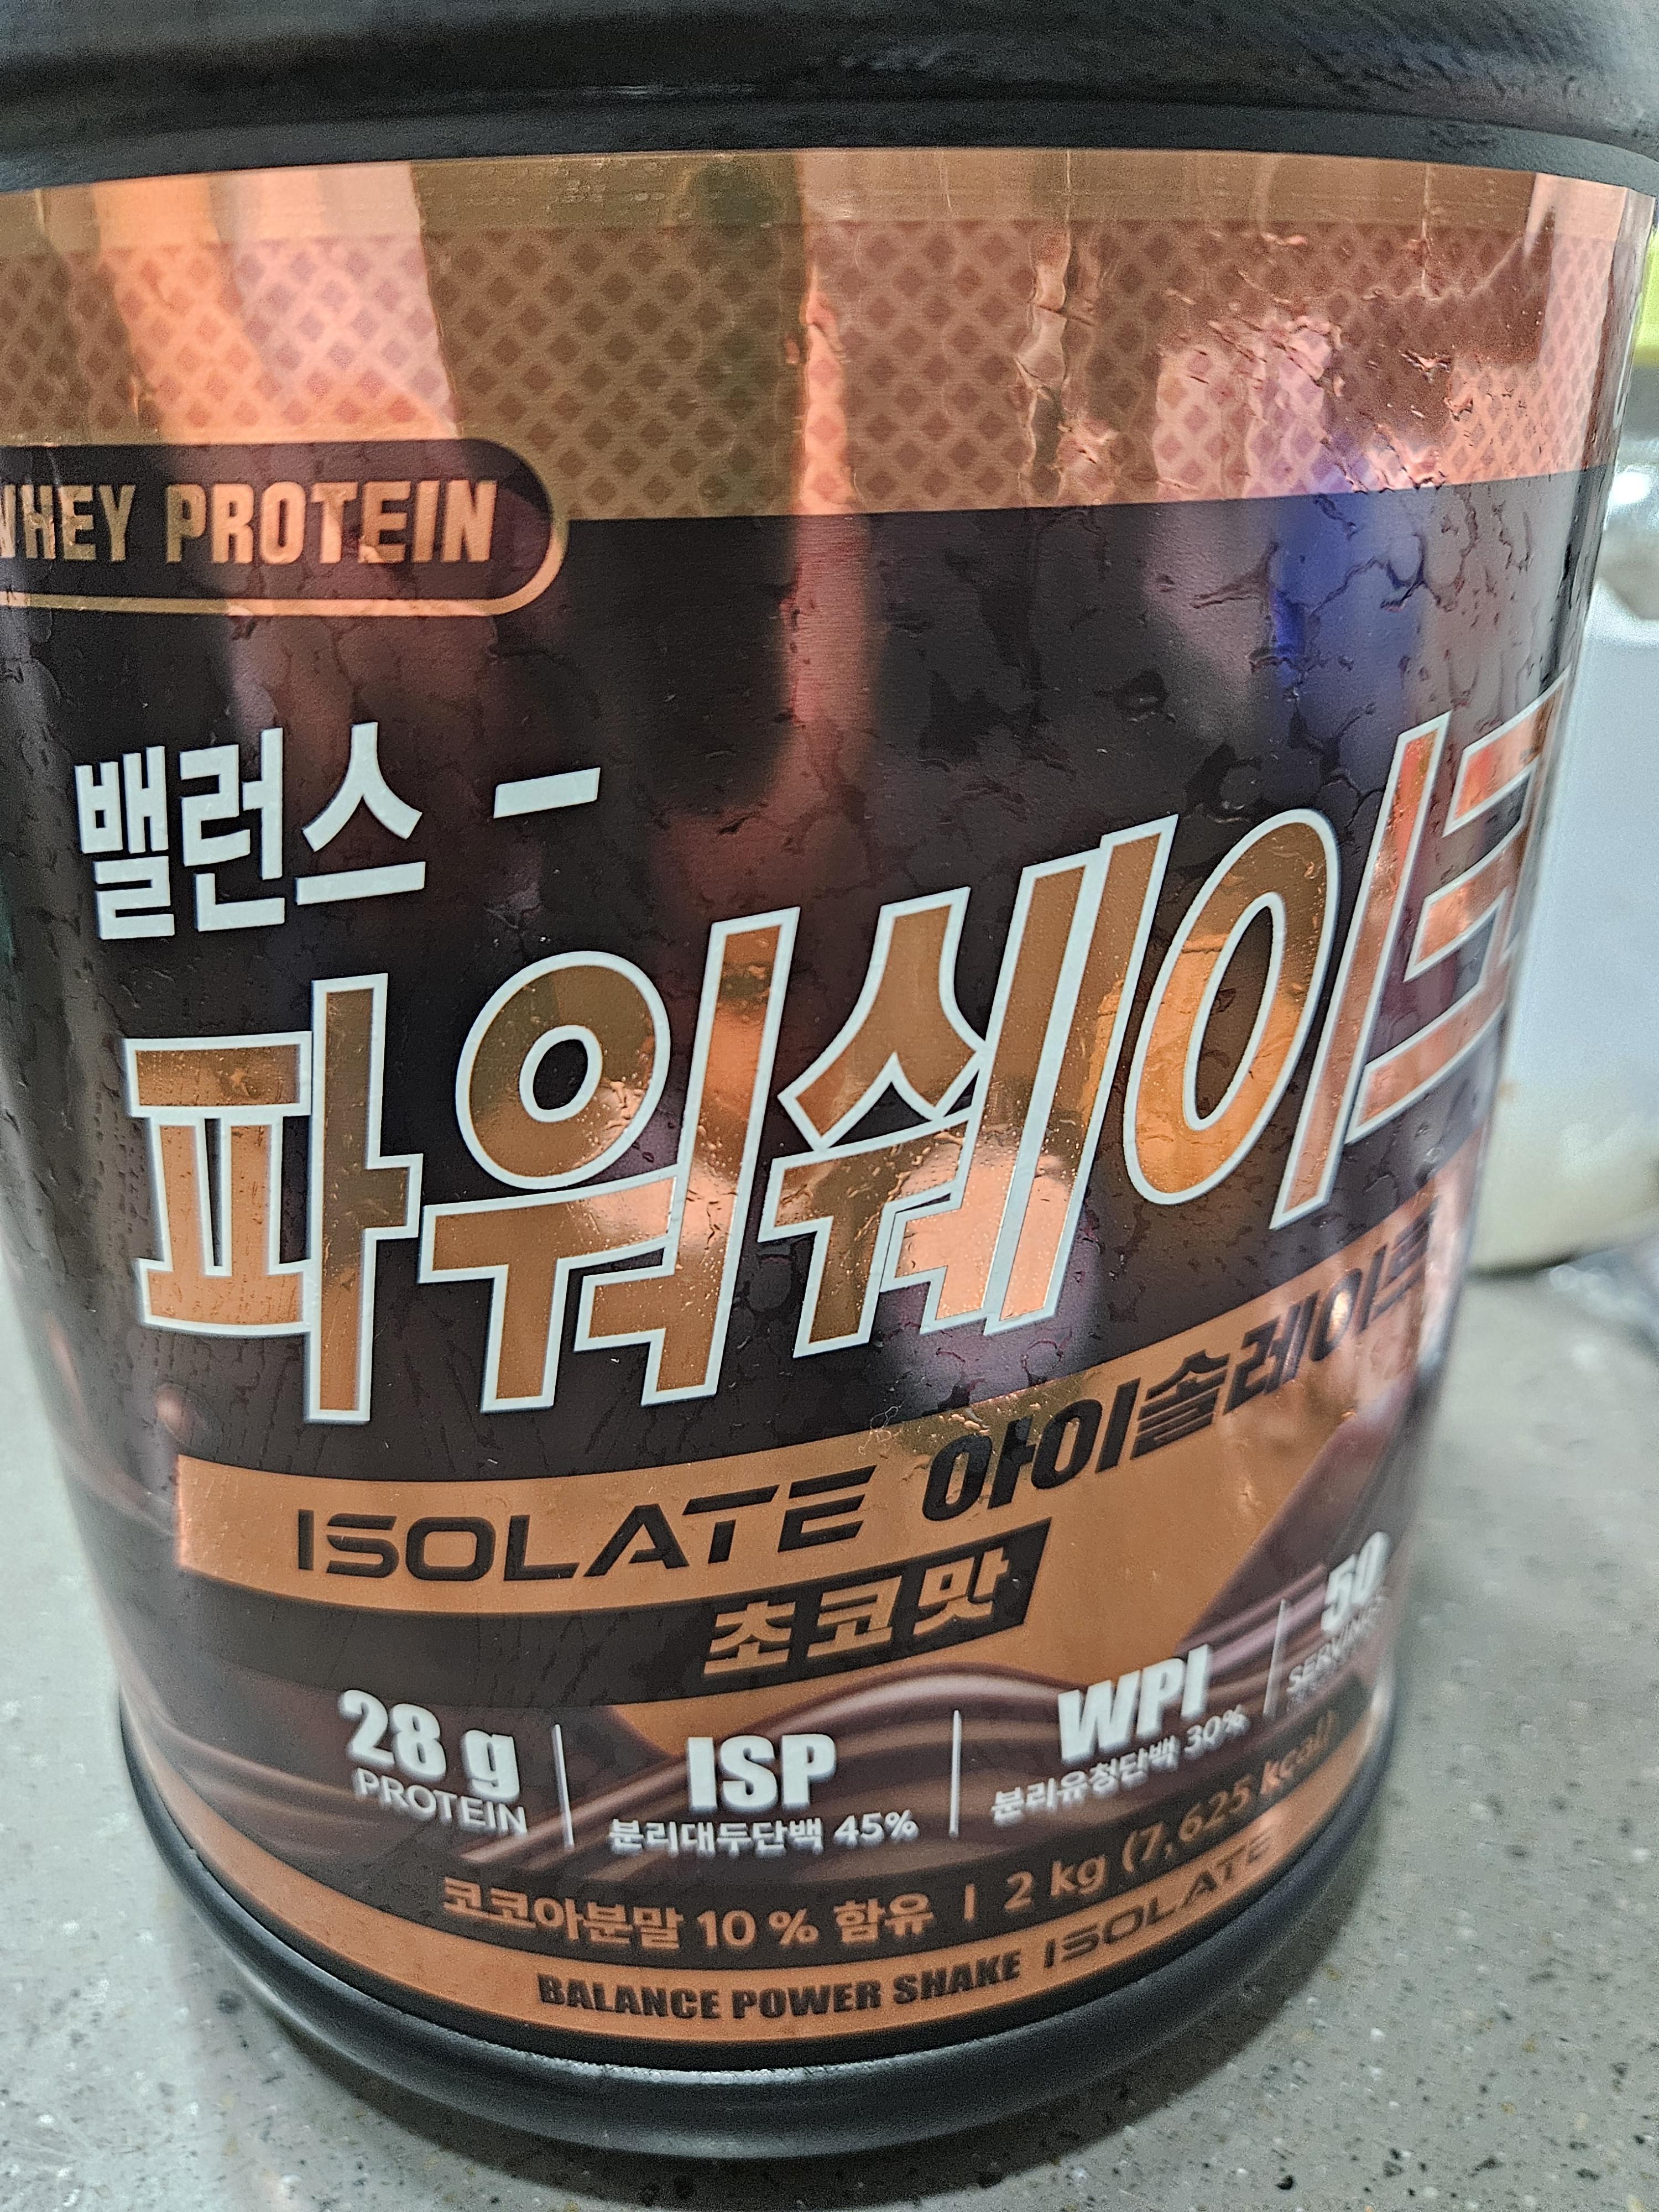 WHEY PROTEIN
밸런스 -
파워쉐이크
ISOLATE 아이솔레이트
초코맛
28 g
PROTEIN
ISP
분리대두단백 45%
WPI
분리유청단백 30%
50
SERVINGS
코코아분말 10 % 함유 | 2 kg (7,625 kcal)
BALANCE POWER SHAKE ISOLATE